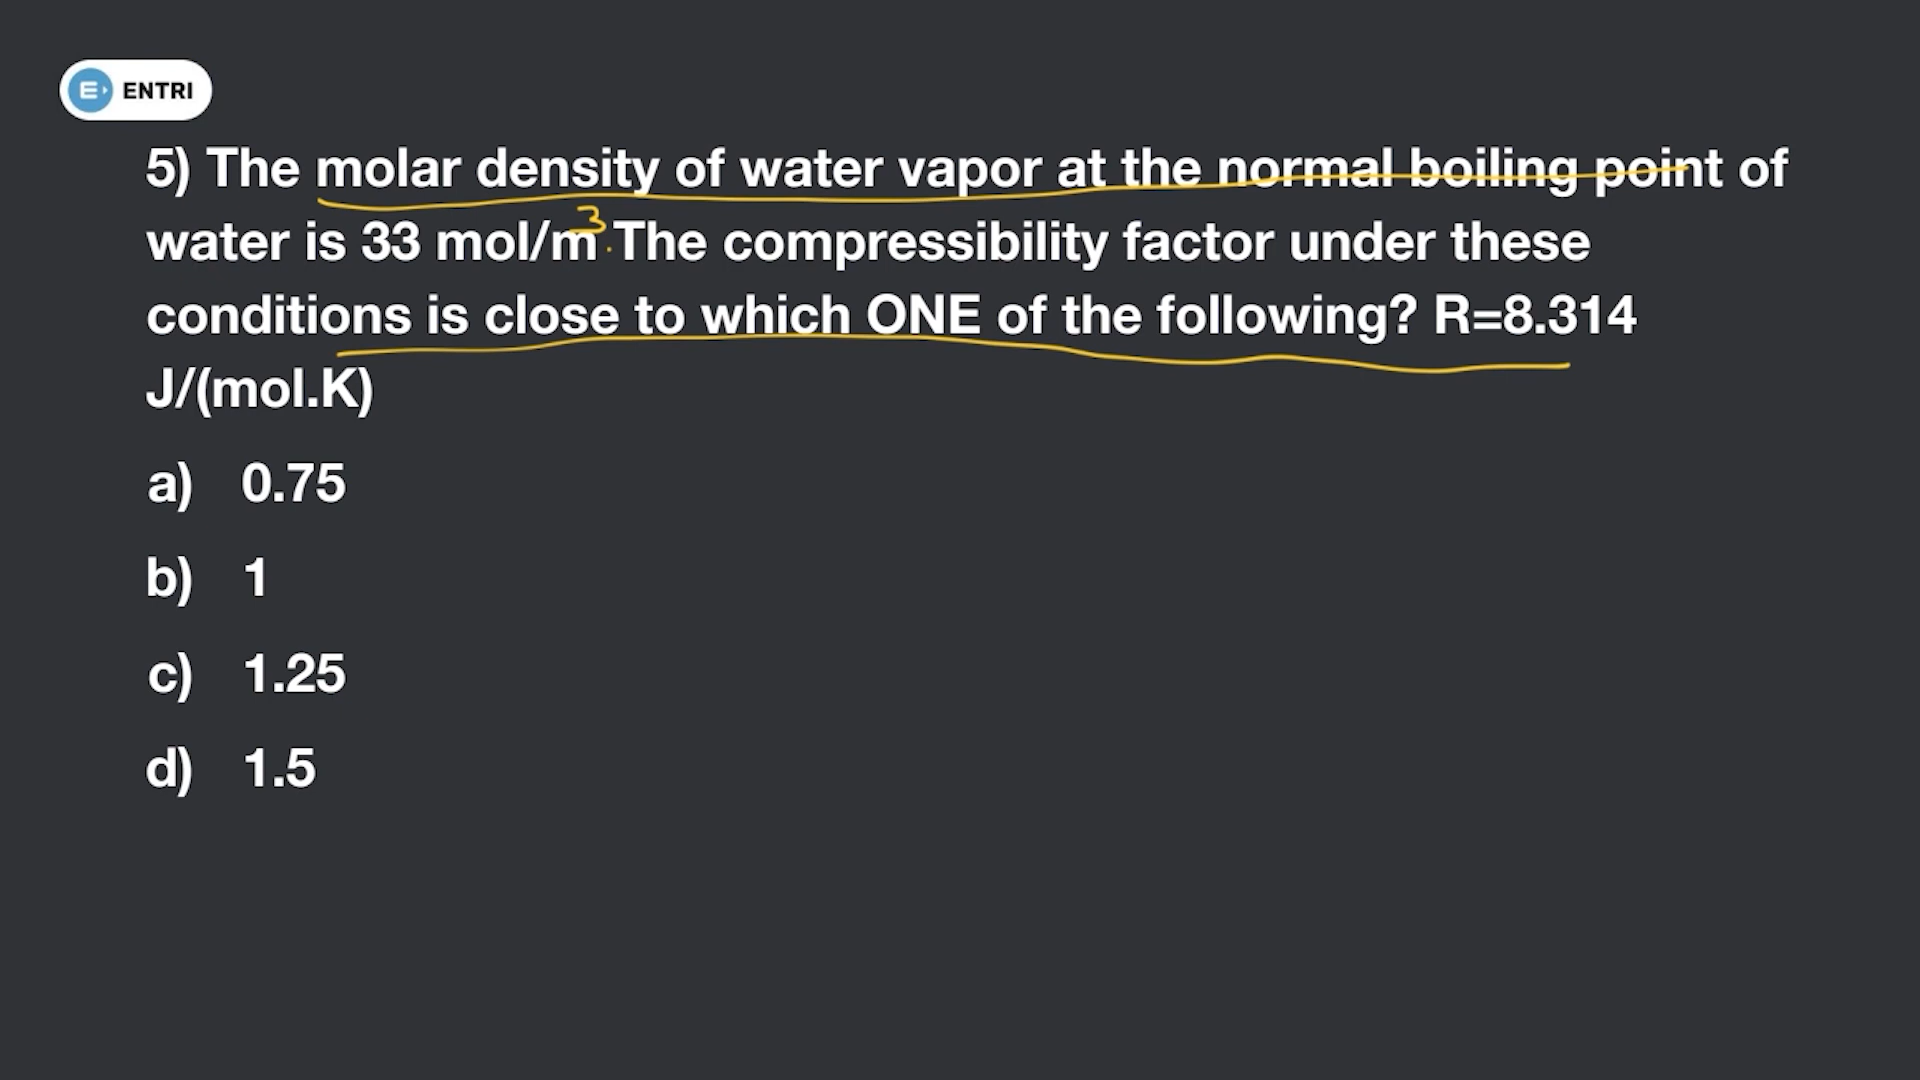 ENTRI
5) The molar density of water vapor at the normal boiling point of
water is 33 mol/m³.The compressibility factor under these
conditions is close to which ONE of the following? R=8.314
J/(mol.K)
a) 0.75
b) 1
c) 1.25
d) 1.5